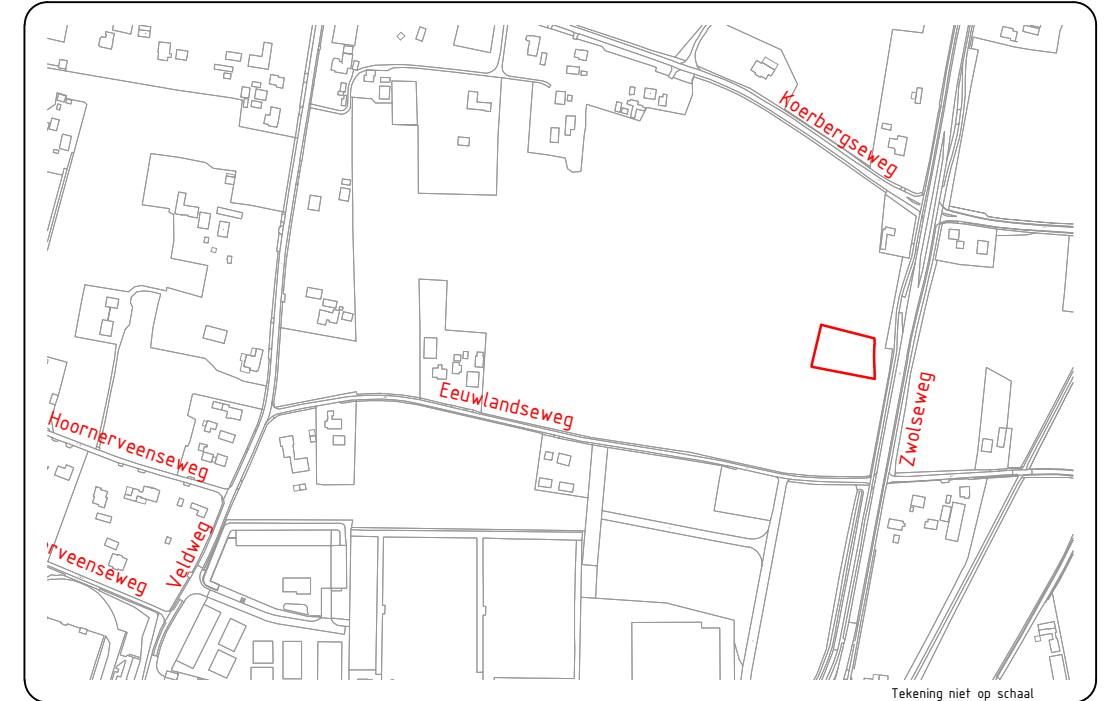 Koerbergseweg
Zwolseweg
Eeuwlandseweg
Hoornerveenseweg
Veldweg
rveenseweg
Tekening niet op schaal